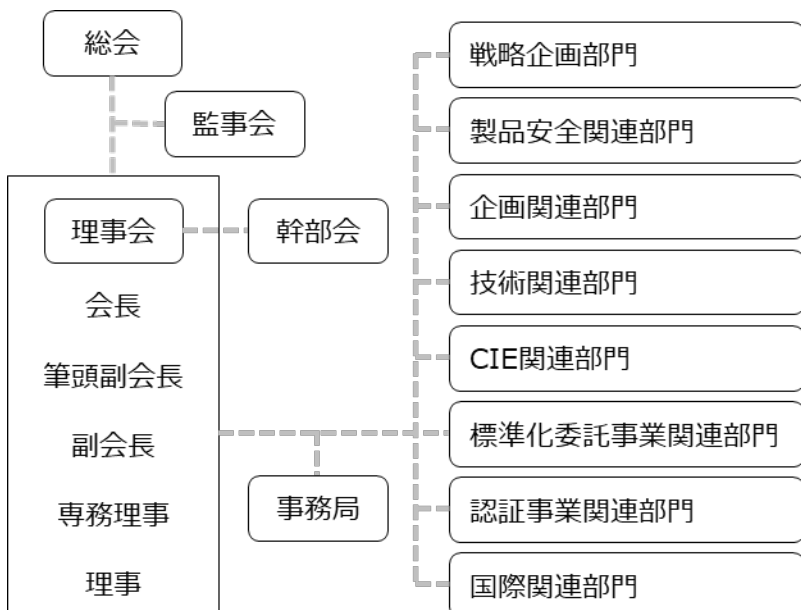 総会
監事会
理事会
幹部会
会長
筆頭副会長
副会長
専務理事
理事
事務局
戦略企画部門
製品安全関連部門
企画関連部門
技術関連部門
CIE関連部門
標準化委託事業関連部門
認証事業関連部門
国際関連部門